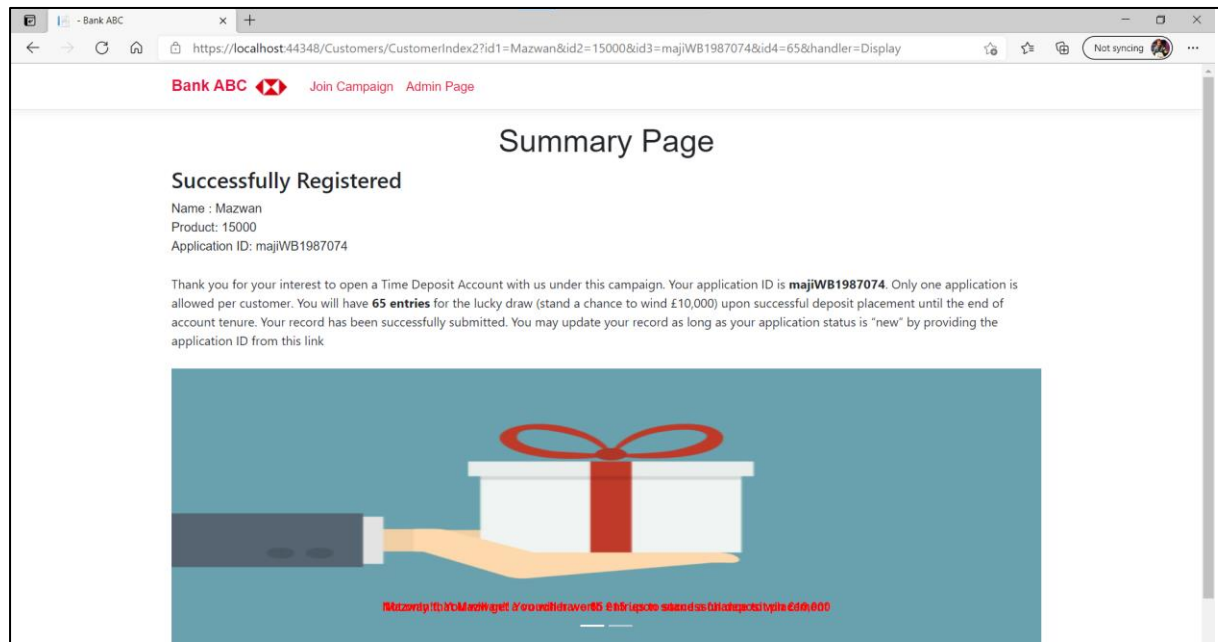 - Bank ABC
https://localhost:44348/Customers/CustomerIndex2?id1=Mazwan&id2=15000&id3=majiWB1987074&id4=65&handler=Display
Not syncing
Bank ABC Join Campaign Admin Page
Summary Page
Successfully Registered
Name : Mazwan
Product: 15000
Application ID: majiWB1987074
Thank you for your interest to open a Time Deposit Account with us under this campaign. Your application ID is majiWB1987074. Only one application is
allowed per customer. You will have 65 entries for the lucky draw (stand a chance to wind £10,000) upon successful deposit placement until the end of
account tenure. Your record has been successfully submitted. You may update your record as long as your application status is "new" by providing the
application ID from this link